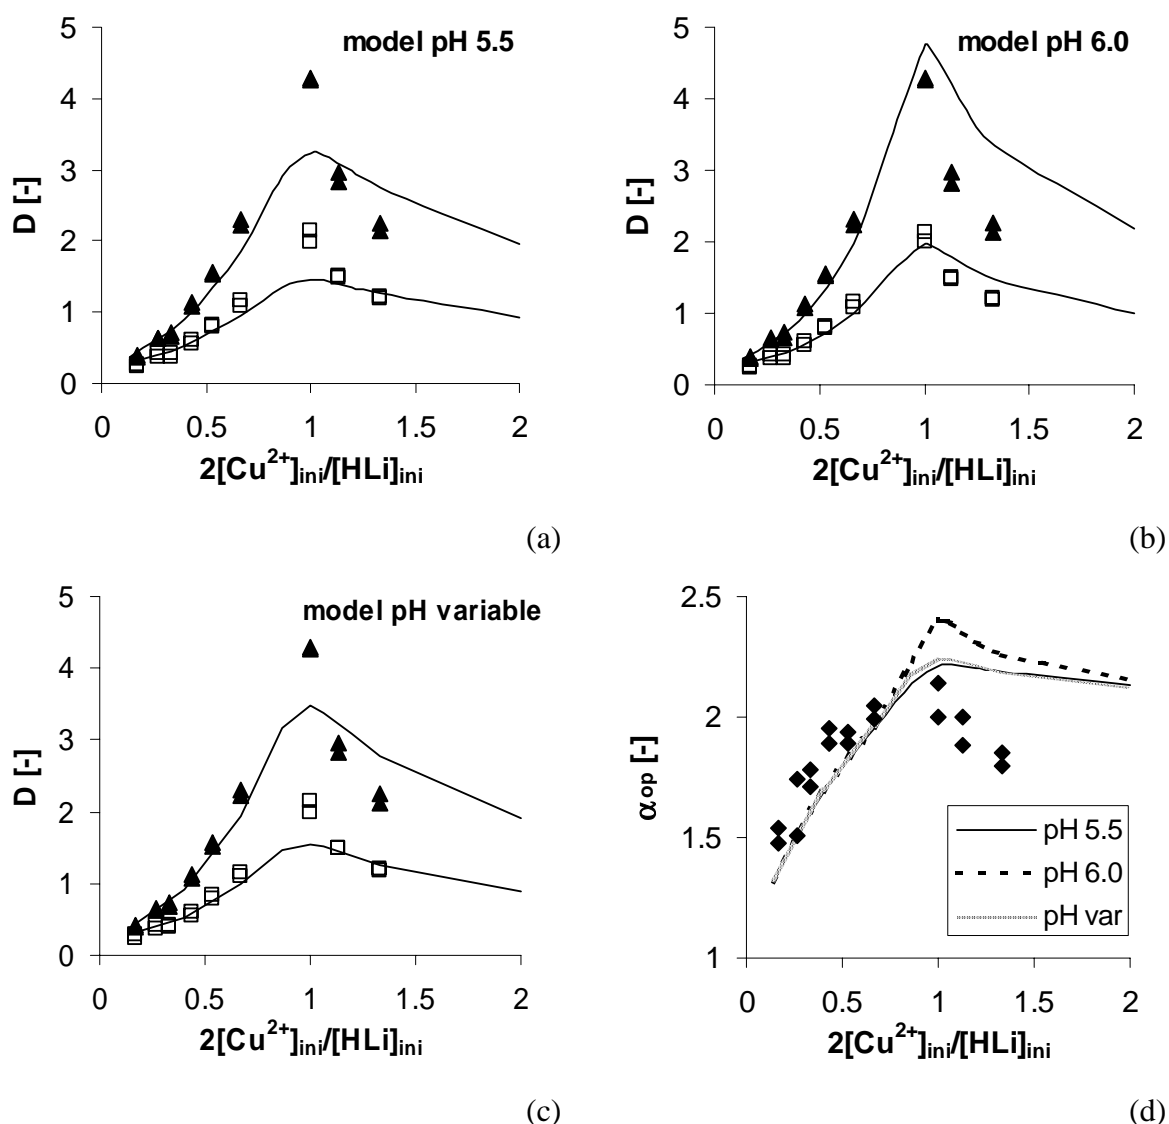 model pH 5.5
5
4
3
2
1
0
D [-]
0
0.5
1
1.5
2
2[Cu²⁺]ini/[HLi]ini
(a)
model pH 6.0
5
4
3
2
1
0
D [-]
0
0.5
1
1.5
2
2[Cu²⁺]ini/[HLi]ini
(b)
model pH variable
5
4
3
2
1
0
D [-]
0
0.5
1
1.5
2
2[Cu²⁺]ini/[HLi]ini
(c)
2.5
2
1.5
1
αop [-]
pH 5.5
pH 6.0
pH var
0
0.5
1
1.5
2
2[Cu²⁺]ini/[HLi]ini
(d)